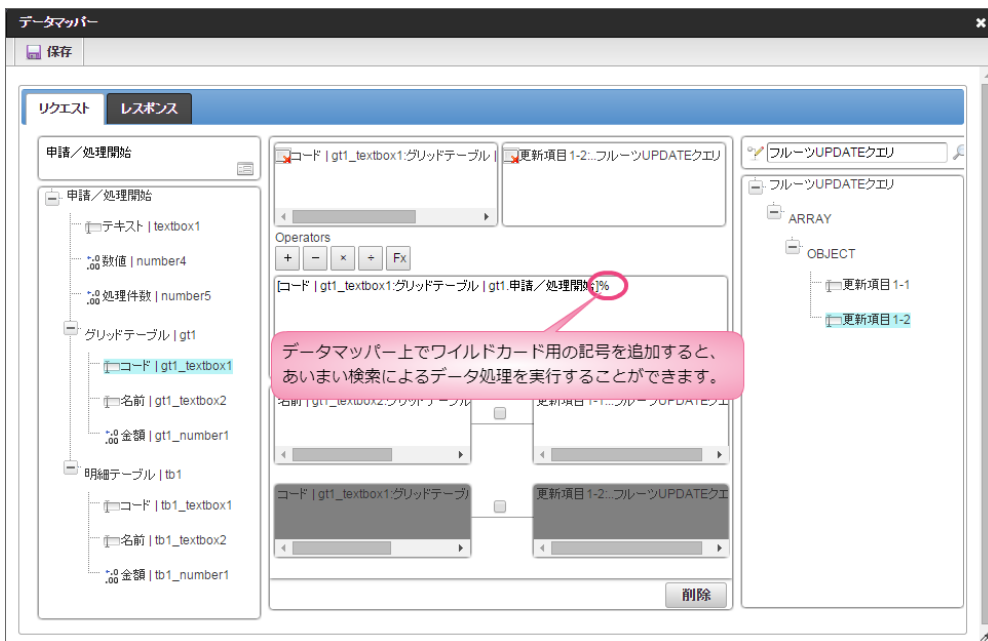 データマッパー
保存
リクエスト レスポンス
申請／処理開始
申請／処理開始
テキスト | textbox1
数値 | number4
処理件数 | number5
グリッドテーブル | gt1
コード | gt1_textbox1
名前 | gt1_textbox2
金額 | gt1_number1
明細テーブル | tb1
コード | tb1_textbox1
名前 | tb1_textbox2
金額 | tb1_number1
コード | gt1_textbox1:グリッドテーブル |
更新項目1-2:..フルーツUPDATEクエリ
Operators
+ − × ÷ Fx
[コード | gt1_textbox1:グリッドテーブル | gt1.申請／処理開始]%
データマッパー上でワイルドカード用の記号を追加すると、
あいまい検索によるデータ処理を実行することができます。
名前 | gt1_textbox2:グリッドテーブル
更新項目1-1:..フルーツUPDATEクエ
コード | gt1_textbox1:グリッドテーブ
更新項目1-2:..フルーツUPDATEクエ
削除
フルーツUPDATEクエリ
フルーツUPDATEクエリ
ARRAY
OBJECT
更新項目1-1
更新項目1-2